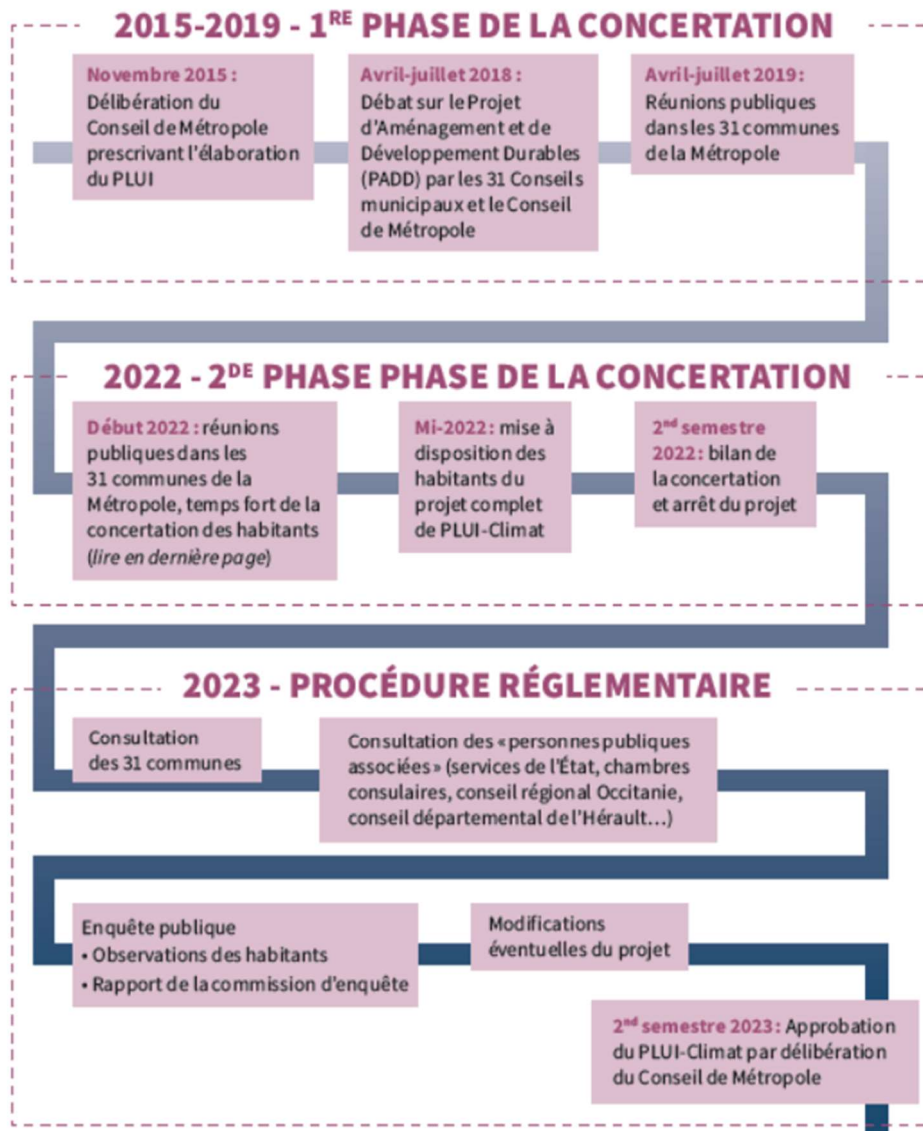 2015-2019 - 1RE PHASE DE LA CONCERTATION
Novembre 2015 :
Délibération du
Conseil de Métropole
prescrivant l'élaboration
du PLUI
Avril-juillet 2018 :
Débat sur le Projet
d'Aménagement et de
Développement Durables
(PADD) par les 31 Conseils
municipaux et le Conseil
de Métropole
Avril-juillet 2019 :
Réunions publiques
dans les 31 communes
de la Métropole
2022 - 2DE PHASE PHASE DE LA CONCERTATION
Début 2022 : réunions
publiques dans les
31 communes de la
Métropole, temps fort de la
concertation des habitants
(lire en dernière page)
Mi-2022 : mise à
disposition des
habitants du
projet complet
de PLUI-Climat
2nd semestre
2022 : bilan de
la concertation
et arrêt du projet
2023 - PROCÉDURE RÉGLEMENTAIRE
Consultation
des 31 communes
Consultation des « personnes publiques
associées » (services de l'État, chambres
consulaires, conseil régional Occitanie,
conseil départemental de l'Hérault…)
Enquête publique
• Observations des habitants
• Rapport de la commission d'enquête
Modifications
éventuelles du projet
2nd semestre 2023 : Approbation
du PLUI-Climat par délibération
du Conseil de Métropole